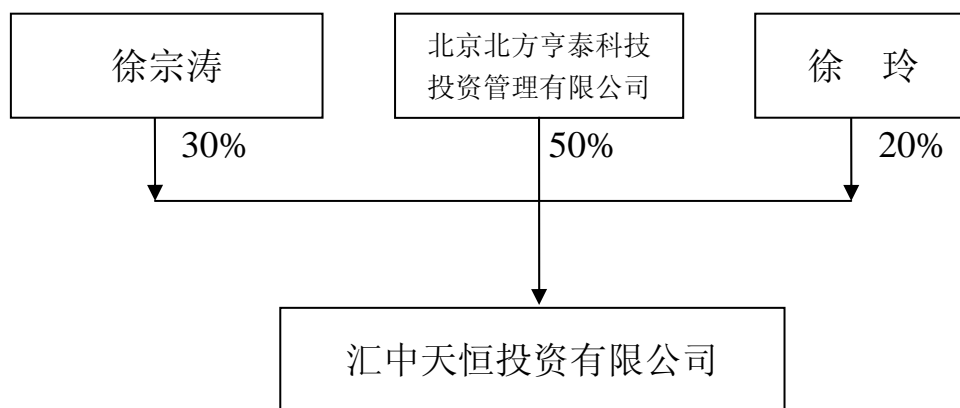 徐宗涛
北京北方亨泰科技
投资管理有限公司
徐　玲
30%
50%
20%
汇中天恒投资有限公司